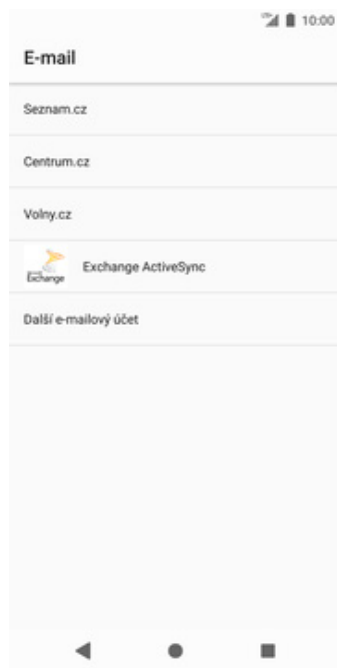 10:00
E-mail
Seznam.cz
Centrum.cz
Volny.cz
Exchange
Exchange ActiveSync
Další e-mailový účet